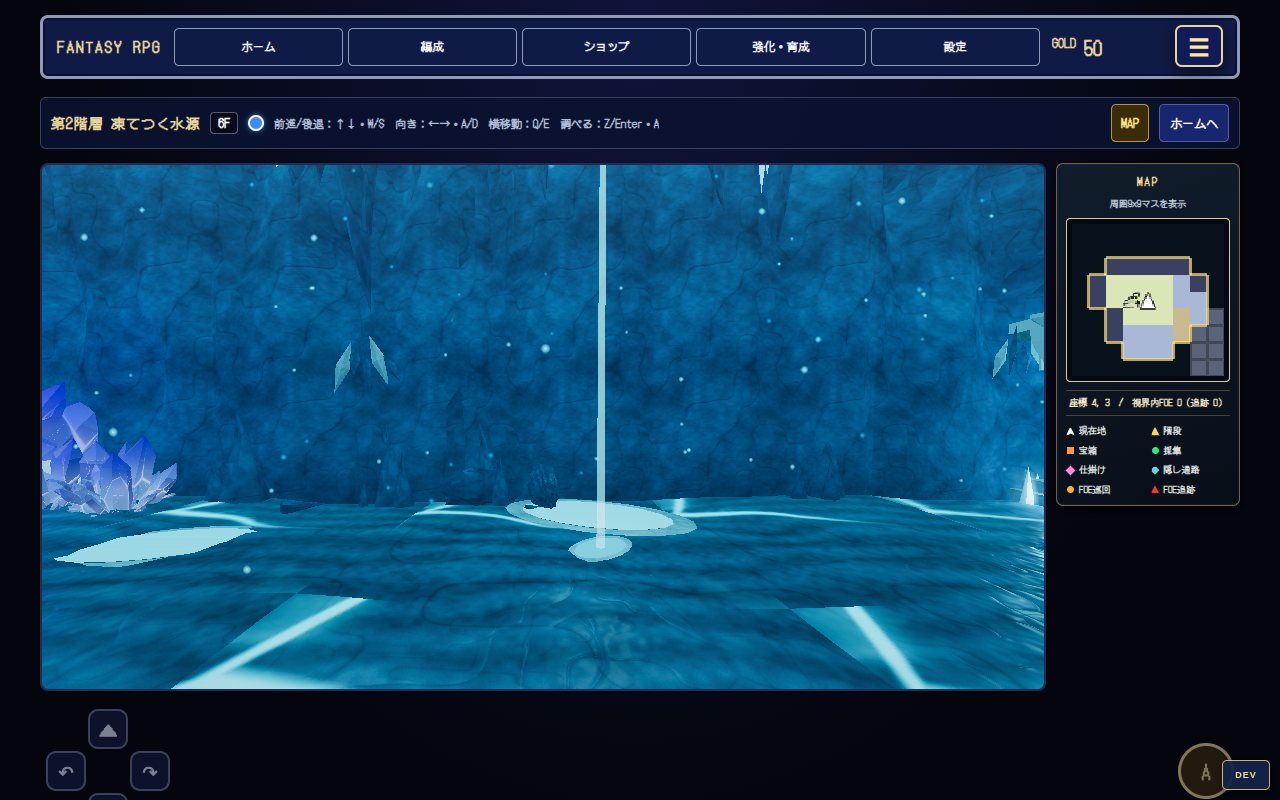 FANTASY RPG
ホーム
編成
ショップ
強化・育成
設定
GOLD 50
第2階層 凍てつく水源
6F
前進/後退:↑↓・W/S 向き:←→・A/D 横移動:Q/E 調べる:Z/Enter・A
MAP
ホームへ
MAP
周囲9x9マスを表示
座標 4, 3 / 視界内FOE 0(追跡 0)
現在地
階段
宝箱
採集
仕掛け
隠し通路
FOE巡回
FOE追跡
A
DEV